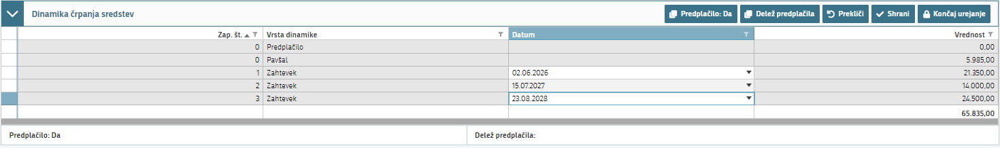 Dinamika črpanja sredstev Predplačilo: Da Delež predplačila Prekliči Shrani Končaj urejanje
Zap. št. Vrsta dinamike Datum Vrednost
0 Predplačilo 0,00
0 Pavšal 5.985,00
1 Zahtevek 02.06.2026 21.350,00
2 Zahtevek 15.07.2027 14.000,00
3 Zahtevek 23.08.2028 24.500,00
65.835,00
Predplačilo: Da Delež predplačila: